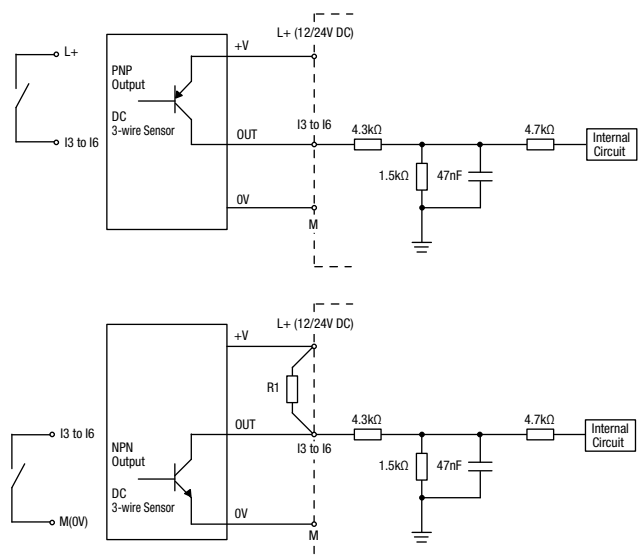 L+ (12/24V DC)
+V
L+
PNP
Output
DC
3-wire Sensor
I3 to I6
OUT
I3 to I6
4.3kΩ
4.7kΩ
Internal
Circuit
1.5kΩ
47nF
0V
M
L+ (12/24V DC)
+V
R1
I3 to I6
OUT
4.3kΩ
4.7kΩ
Internal
Circuit
I3 to I6
NPN
Output
DC
3-wire Sensor
1.5kΩ
47nF
0V
M(0V)
M